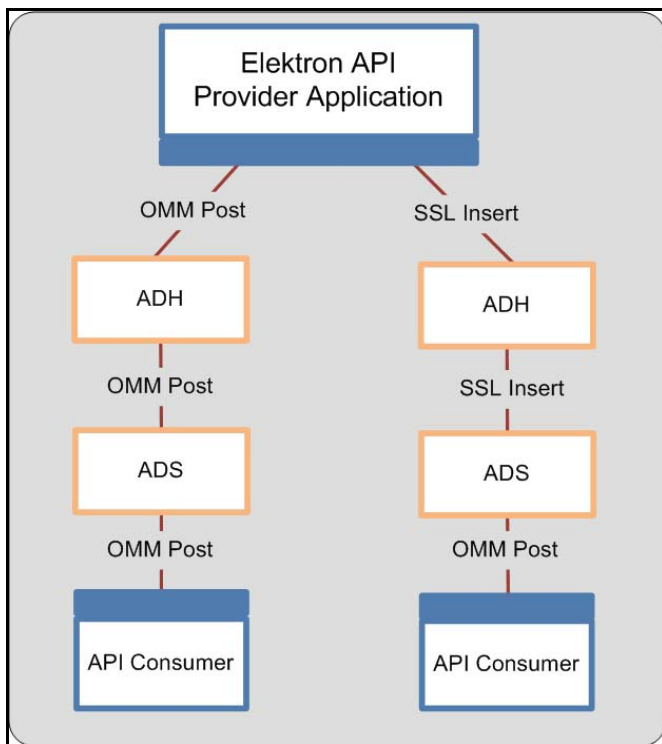 Elektron API
Provider Application
OMM Post
SSL Insert
ADH
ADH
OMM Post
SSL Insert
ADS
ADS
OMM Post
OMM Post
API Consumer
API Consumer